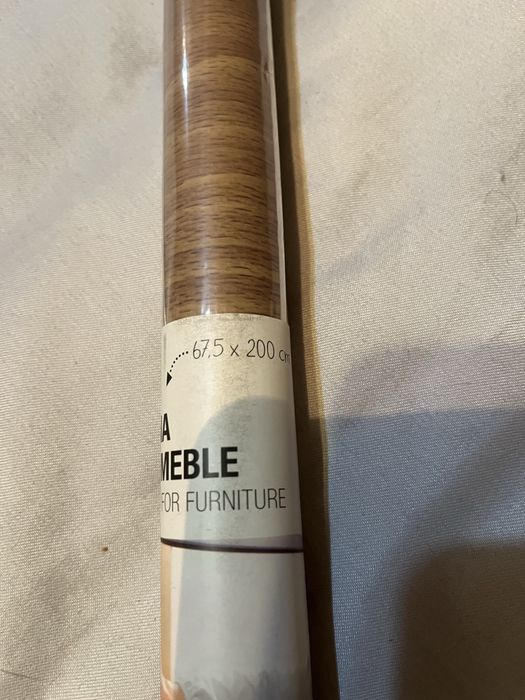 67,5 x 200 cm
A
MEBLE
FOR FURNITURE